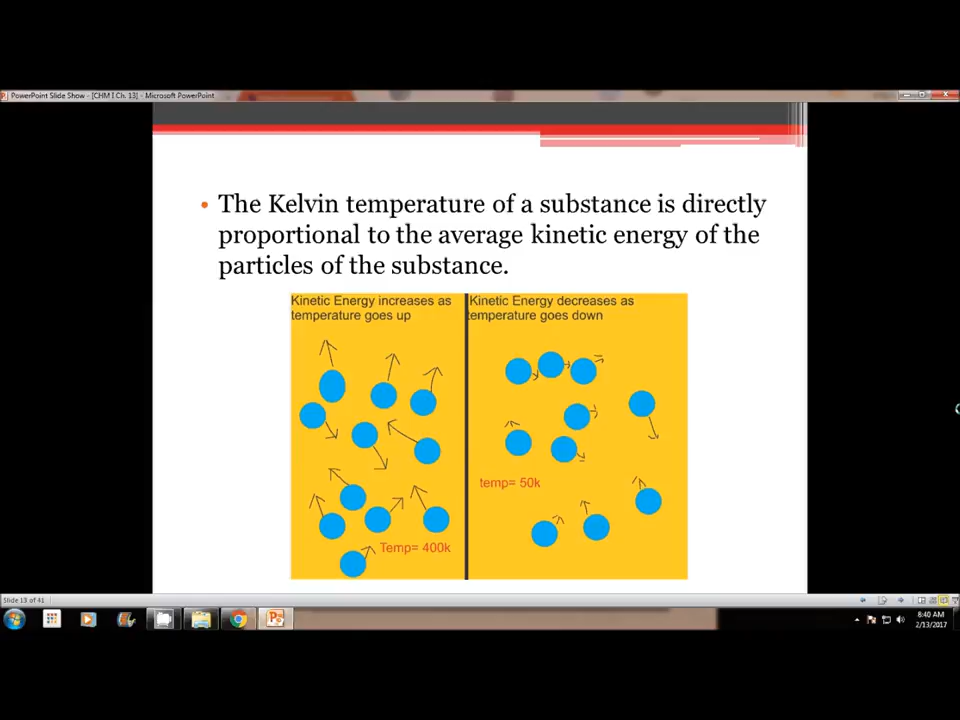 PowerPoint Slide Show - [CHM I Ch. 13] - Microsoft PowerPoint
• The Kelvin temperature of a substance is directly
proportional to the average kinetic energy of the
particles of the substance.
Kinetic Energy increases as
temperature goes up
Temp= 400k
Kinetic Energy decreases as
temperature goes down
temp= 50k
Slide 13 of 41
8:40 AM
2/13/2017